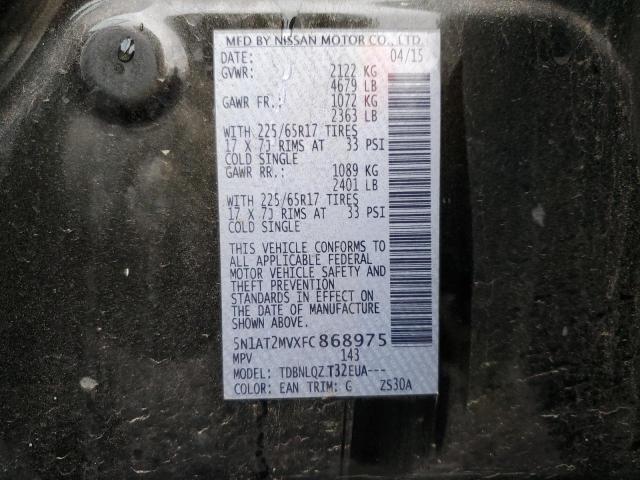 MFD BY NISSAN MOTOR CO., LTD.
DATE: 04/15
GVWR: 2122 KG
4679 LB
GAWR FR.: 1072 KG
2363 LB
WITH 225/65R17 TIRES
17 X 7J RIMS AT 33 PSI
COLD SINGLE
GAWR RR.: 1089 KG
2401 LB
WITH 225/65R17 TIRES
17 X 7J RIMS AT 33 PSI
COLD SINGLE
THIS VEHICLE CONFORMS TO
ALL APPLICABLE FEDERAL
MOTOR VEHICLE SAFETY AND
THEFT PREVENTION
STANDARDS IN EFFECT ON
THE DATE OF MANUFACTURE
SHOWN ABOVE.
5N1AT2MVXFC868975
MPV 143
MODEL: TDBNLQZ T32EUA---
COLOR: EAN TRIM: G ZS30A